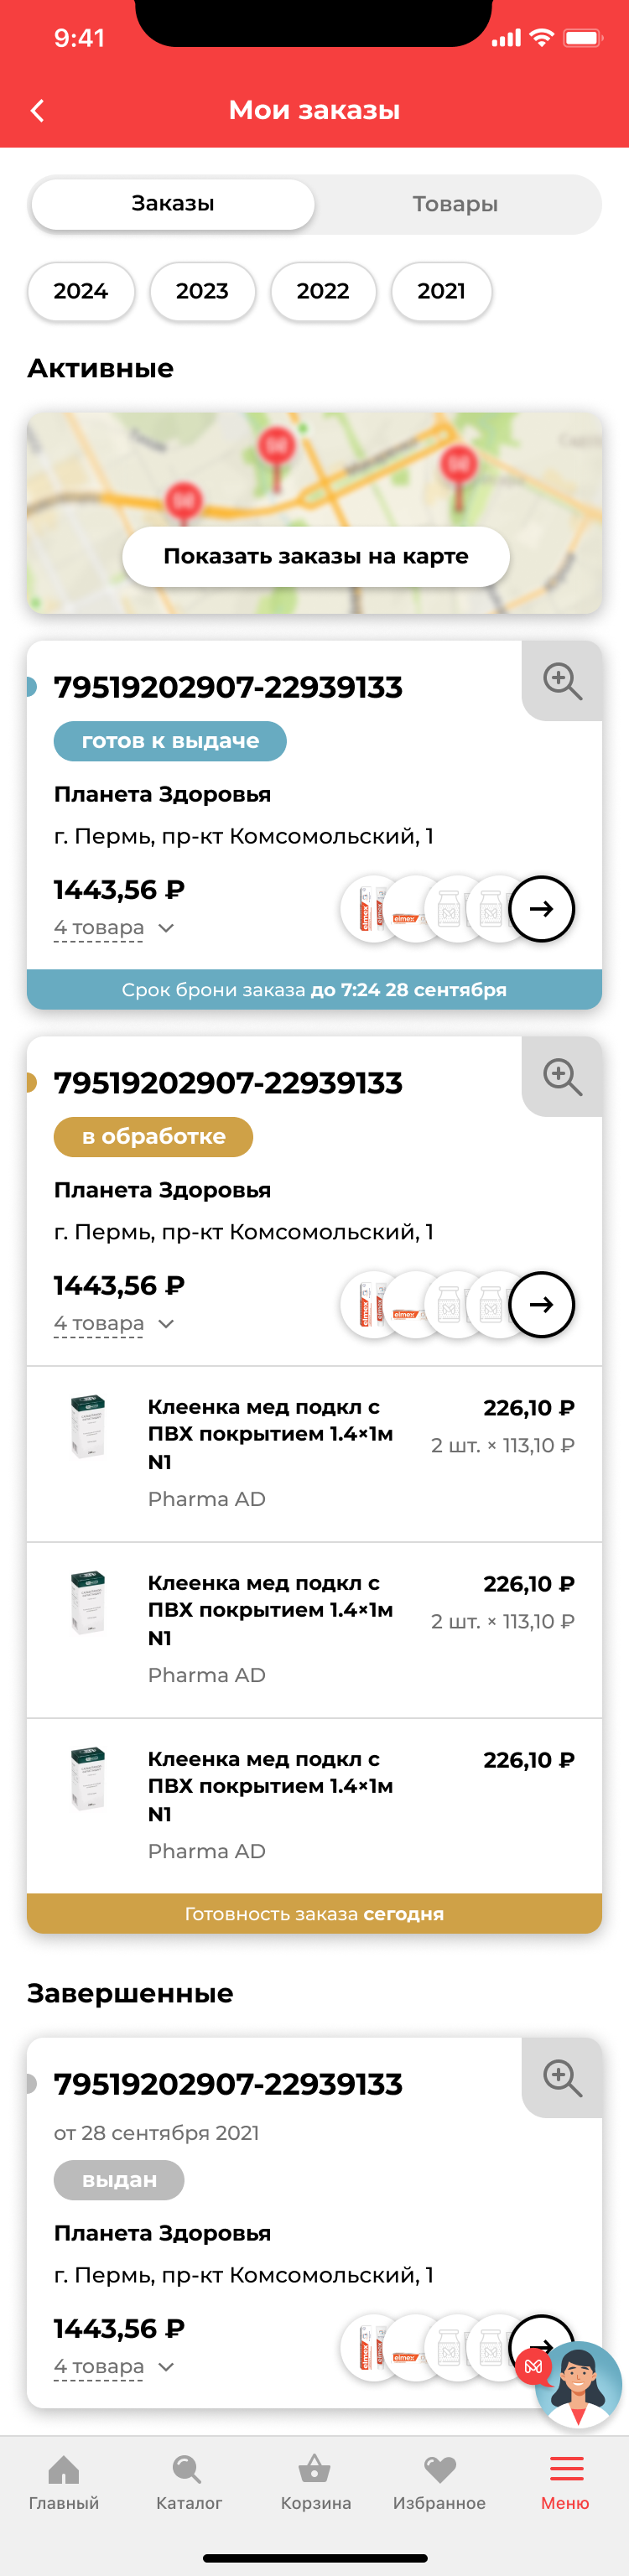 9:41
Мои заказы
Заказы
Товары
2024
2023
2022
2021
Активные
Показать заказы на карте
79519202907-22939133
готов к выдаче
Планета Здоровья
г. Пермь, пр-кт Комсомольский, 1
1443,56 ₽
4 товара
elmex
elmex
Срок брони заказа до 7:24 28 сентября
79519202907-22939133
в обработке
Планета Здоровья
г. Пермь, пр-кт Комсомольский, 1
1443,56 ₽
4 товара
elmex
elmex
Клеенка мед подкл с
ПВХ покрытием 1.4×1м
N1
Pharma AD
226,10 ₽
2 шт. × 113,10 ₽
Клеенка мед подкл с
ПВХ покрытием 1.4×1м
N1
Pharma AD
226,10 ₽
2 шт. × 113,10 ₽
Клеенка мед подкл с
ПВХ покрытием 1.4×1м
N1
Pharma AD
226,10 ₽
Готовность заказа сегодня
Завершенные
79519202907-22939133
от 28 сентября 2021
выдан
Планета Здоровья
г. Пермь, пр-кт Комсомольский, 1
1443,56 ₽
4 товара
elmex
elmex
Главный
Каталог
Корзина
Избранное
Меню